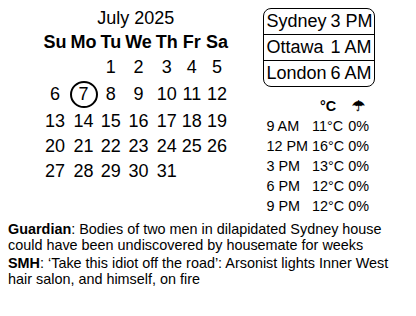 July 2025
Su Mo Tu We Th Fr Sa
1 2 3 4 5
6 7 8 9 10 11 12
13 14 15 16 17 18 19
20 21 22 23 24 25 26
27 28 29 30 31
Sydney 3 PM
Ottawa 1 AM
London 6 AM
°C ☂
9 AM 11°C 0%
12 PM 16°C 0%
3 PM 13°C 0%
6 PM 12°C 0%
9 PM 12°C 0%
Guardian: Bodies of two men in dilapidated Sydney house
could have been undiscovered by housemate for weeks
SMH: ‘Take this idiot off the road’: Arsonist lights Inner West
hair salon, and himself, on fire